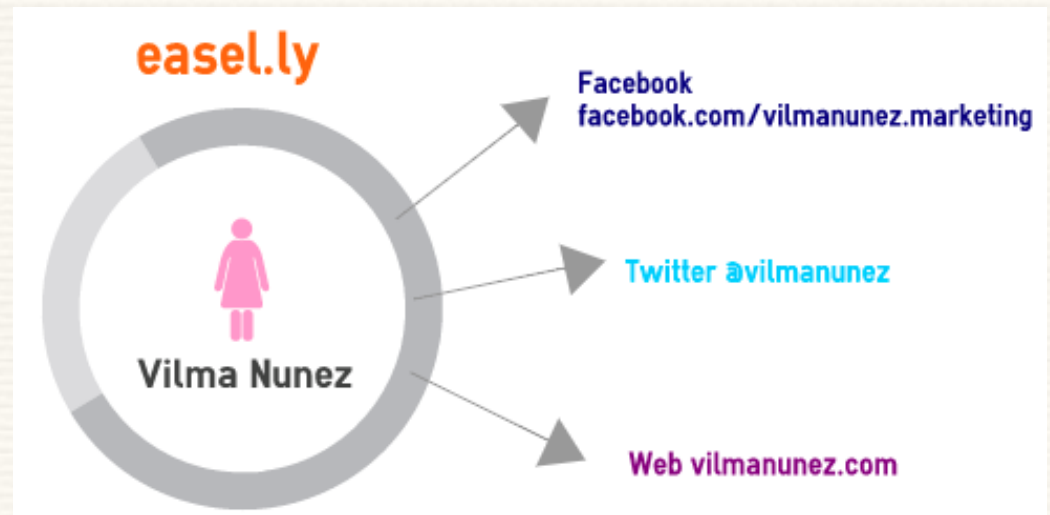 easel.ly
Facebook
facebook.com/vilmanunez.marketing
Twitter @vilmanunez
Vilma Nunez
Web vilmanunez.com